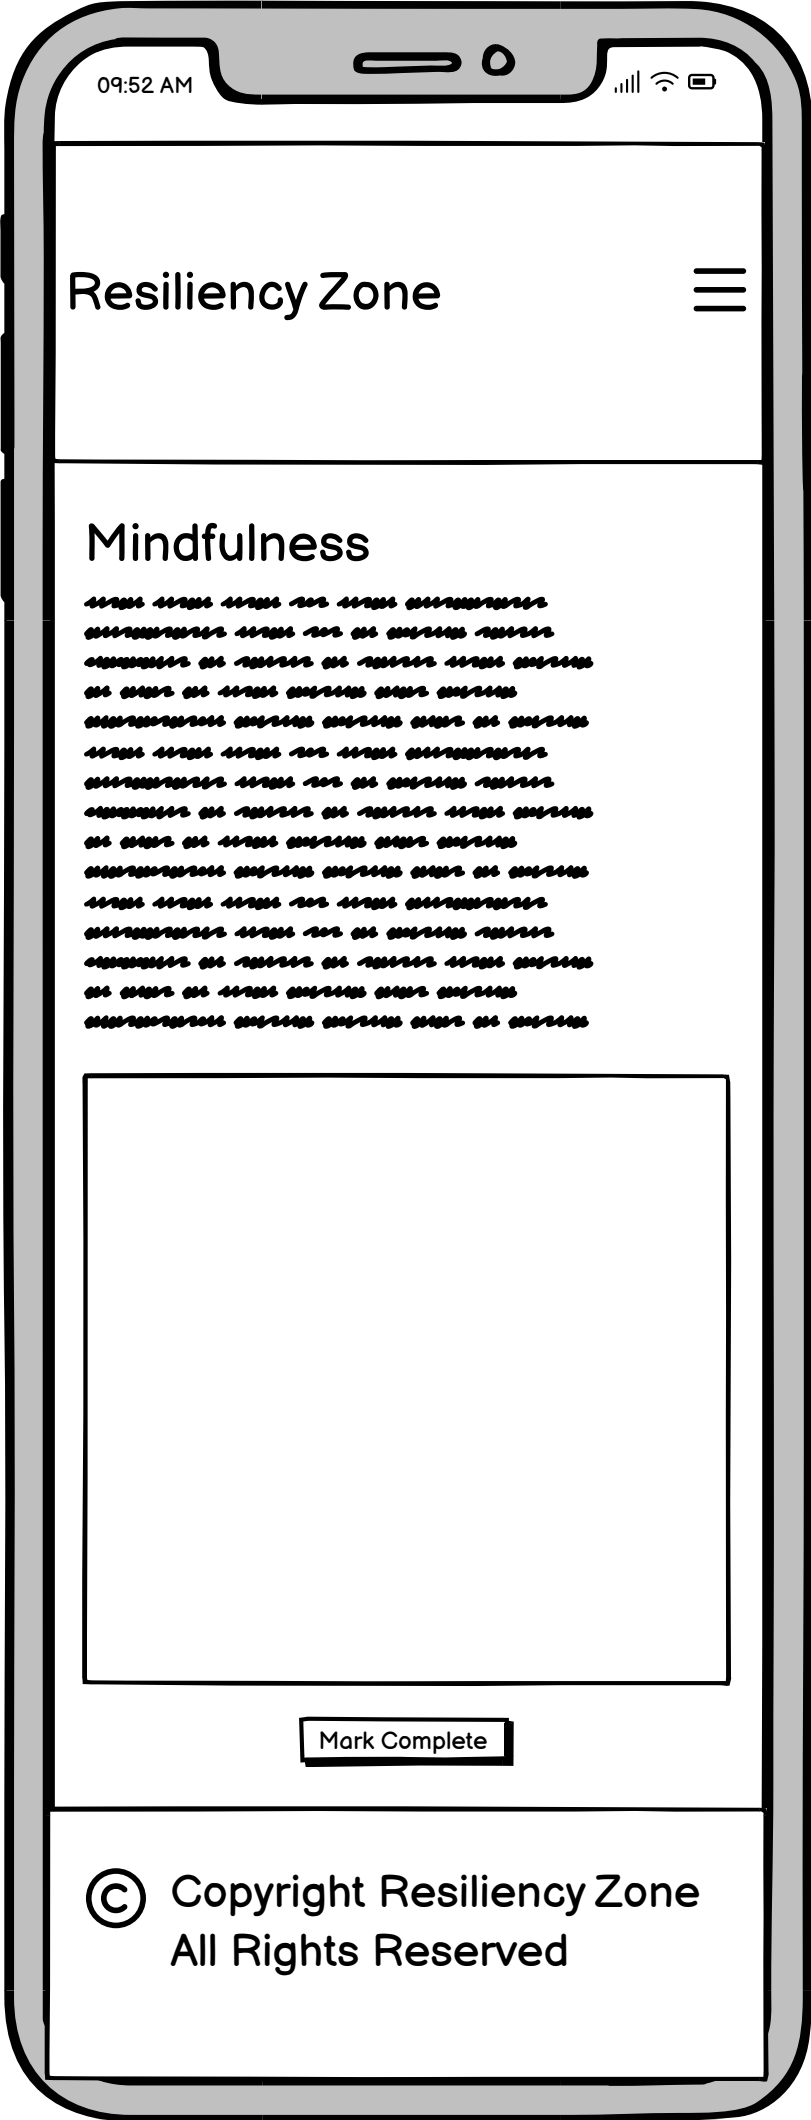 09:52 AM
Resiliency Zone
Mindfulness
Mark Complete
© Copyright Resiliency Zone
All Rights Reserved